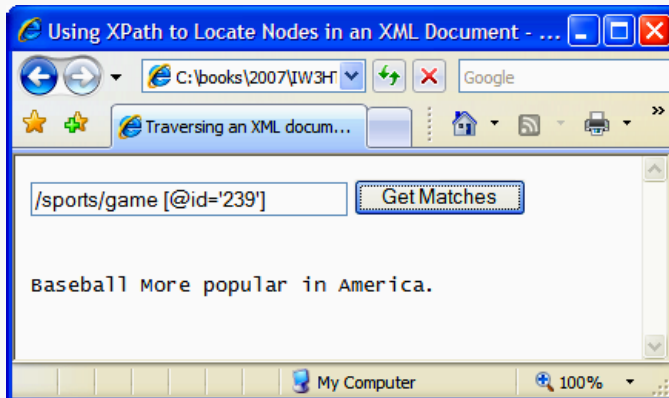 Using XPath to Locate Nodes in an XML Document - ...
C:\books\2007\IW3HT
Google
Traversing an XML docum...
»
/sports/game [@id='239']
Get Matches
Baseball More popular in America.
My Computer
100%